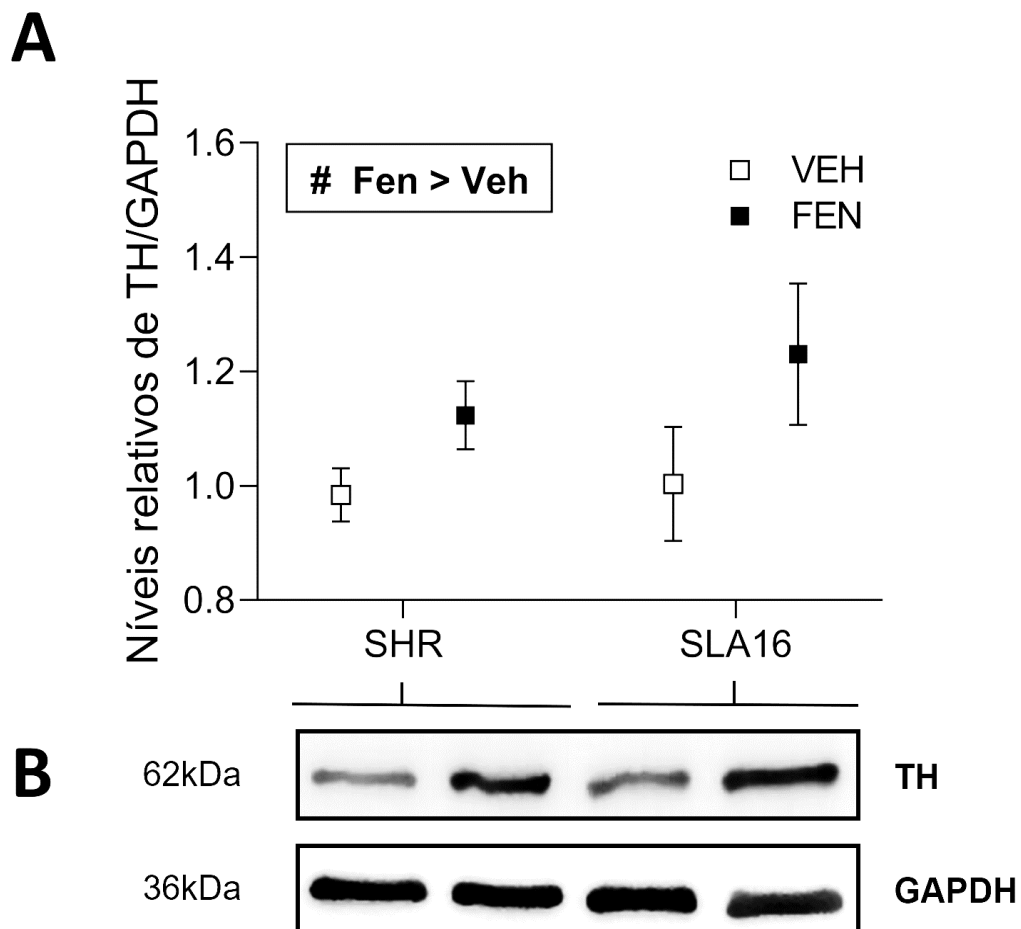 A
Níveis relativos de TH/GAPDH
1.6
1.4
1.2
1.0
0.8
# Fen > Veh
VEH
FEN
SHR
SLA16
B
62kDa
TH
36kDa
GAPDH